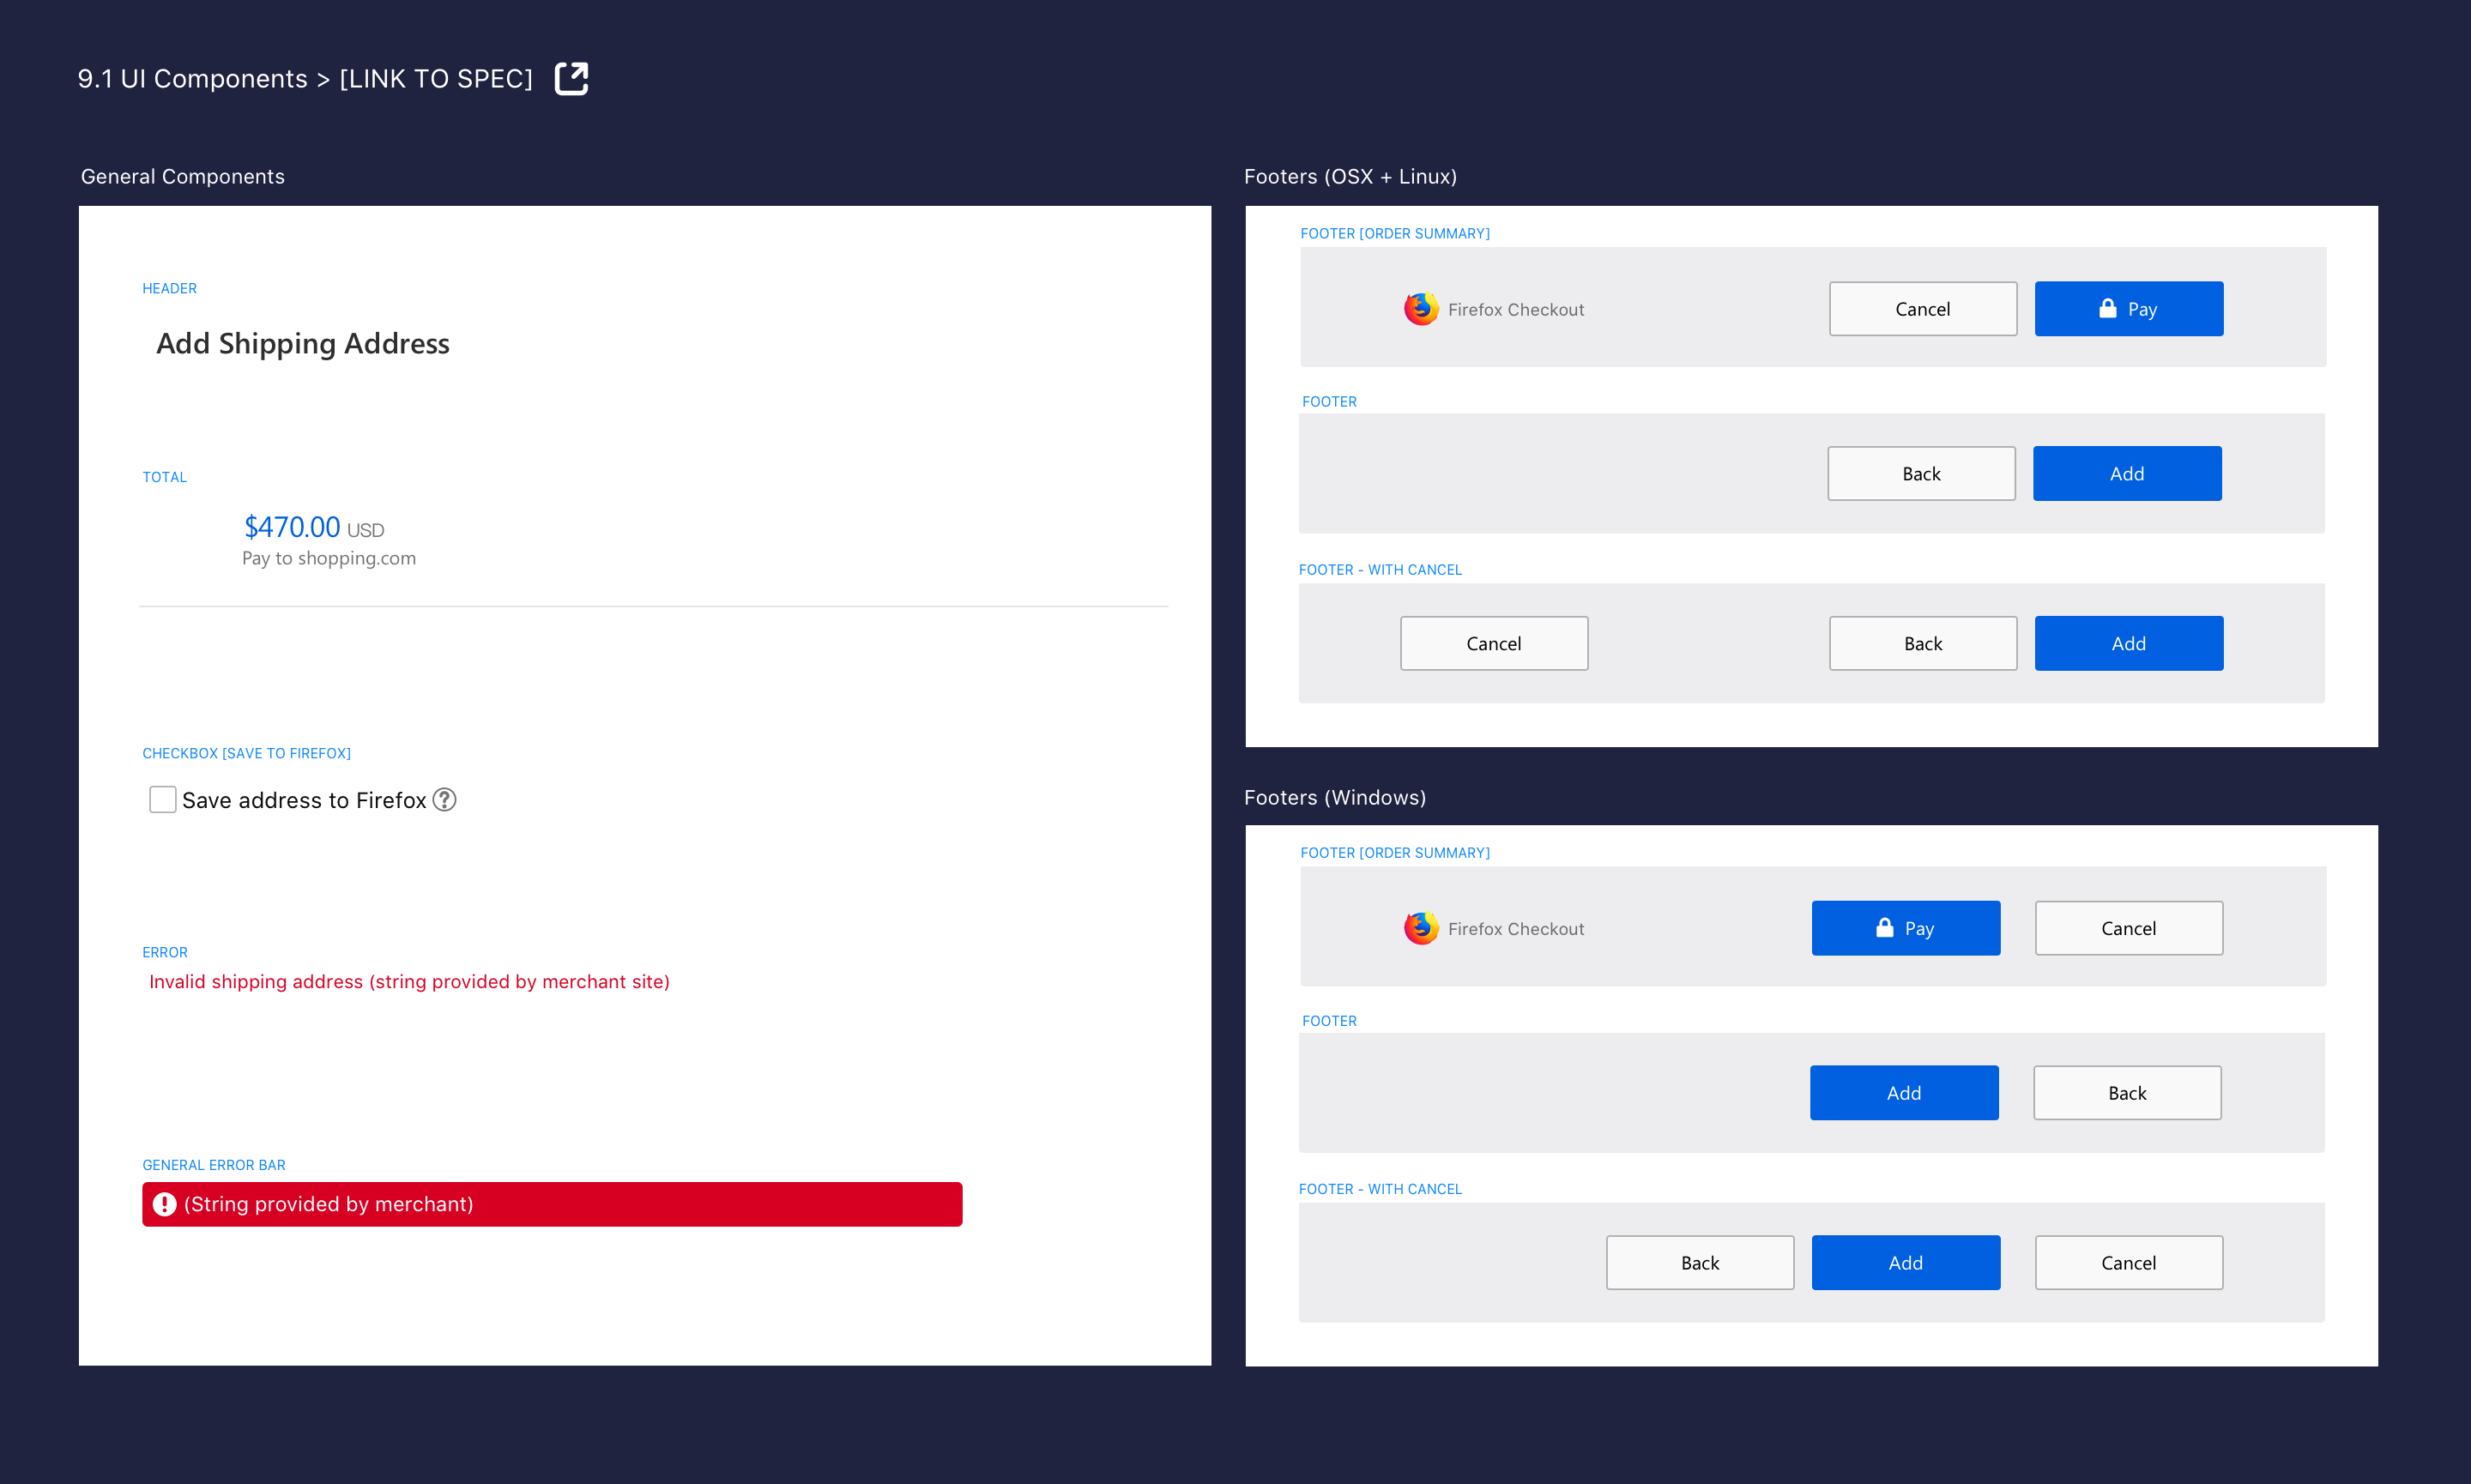 9.1 UI Components > [LINK TO SPEC]
General Components
HEADER
Add Shipping Address
TOTAL
$470.00 USD
Pay to shopping.com
CHECKBOX [SAVE TO FIREFOX]
Save address to Firefox
ERROR
Invalid shipping address (string provided by merchant site)
GENERAL ERROR BAR
(String provided by merchant)
Footers (OSX + Linux)
FOOTER [ORDER SUMMARY]
Firefox Checkout Cancel Pay
FOOTER
Back Add
FOOTER - WITH CANCEL
Cancel Back Add
Footers (Windows)
FOOTER [ORDER SUMMARY]
Firefox Checkout Pay Cancel
FOOTER
Add Back
FOOTER - WITH CANCEL
Back Add Cancel